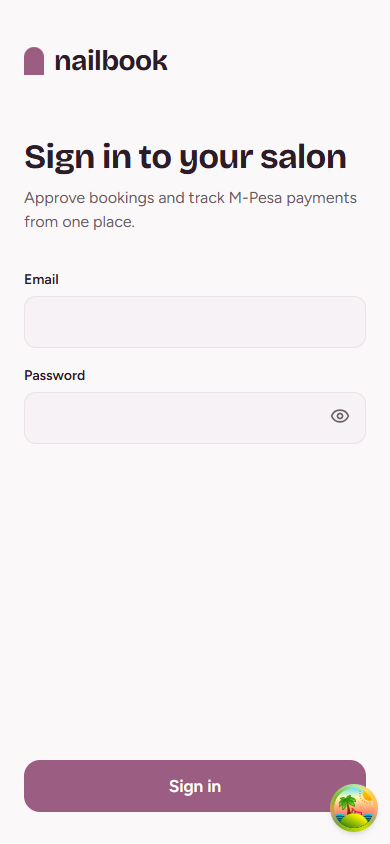 nailbook
Sign in to your salon
Approve bookings and track M-Pesa payments
from one place.
Email
Password
Sign in